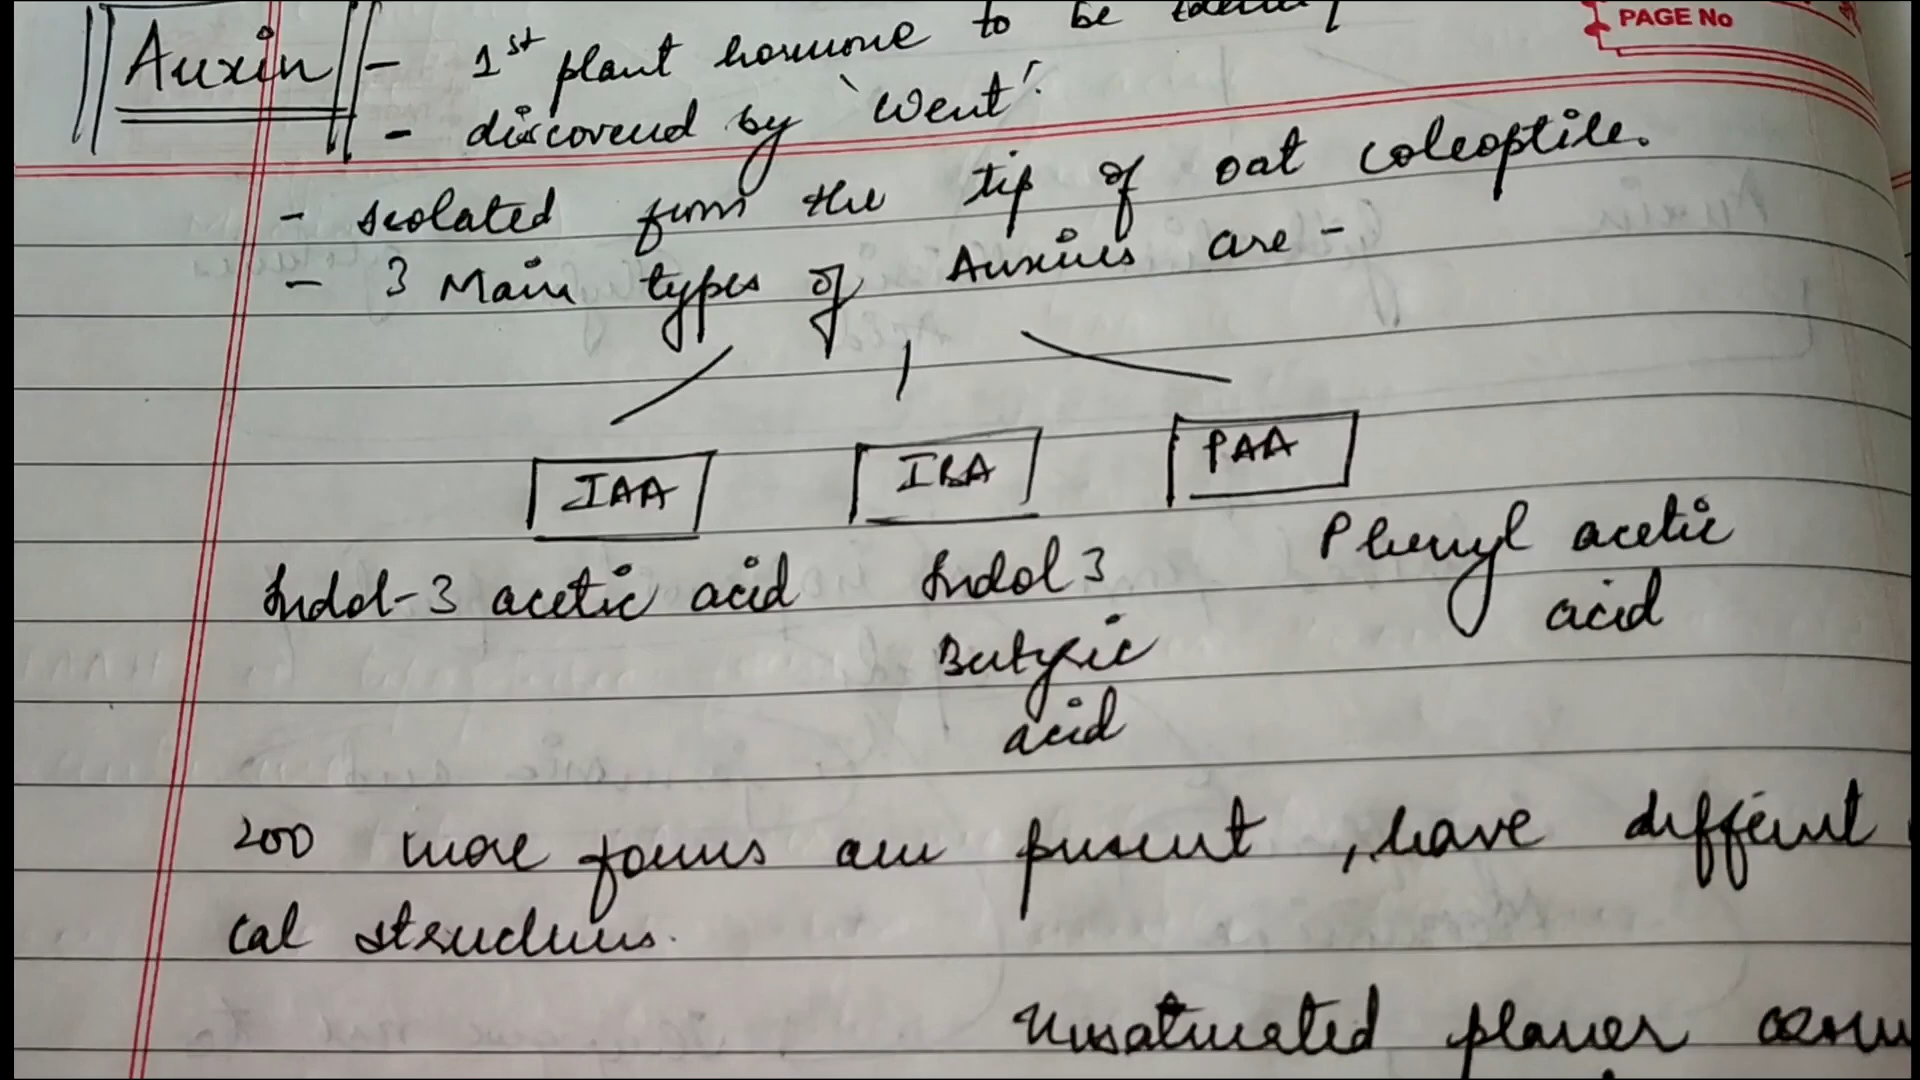 PAGE No
Auxin - 1st plant hormone to be
- discovered by 'Went'.
- isolated from the tip of oat coleoptile.
- 3 Main types of Auxins are -
IAA IBA PAA
Indol-3 acetic acid Indol 3 Phenyl acetic
Butyric acid
acid
200 more forms are present, have different
cal structures.
unsaturated planer